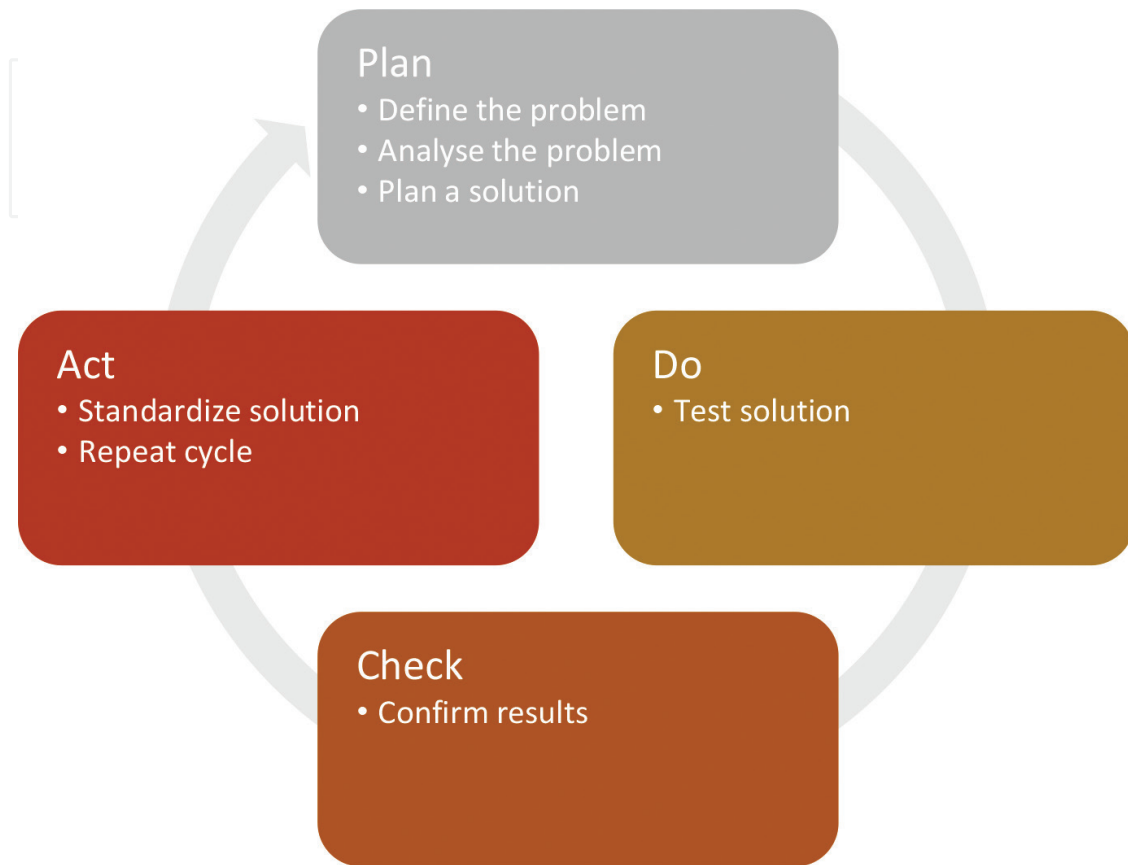 Plan
• Define the problem
• Analyse the problem
• Plan a solution
Do
• Test solution
Check
• Confirm results
Act
• Standardize solution
• Repeat cycle